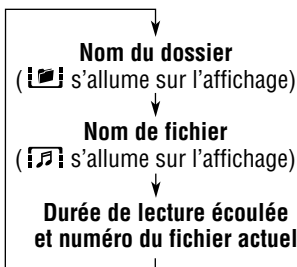 Nom du dossier
( s’allume sur l’affichage)
Nom de fichier
( s’allume sur l’affichage)
Durée de lecture écoulée
et numéro du fichier actuel